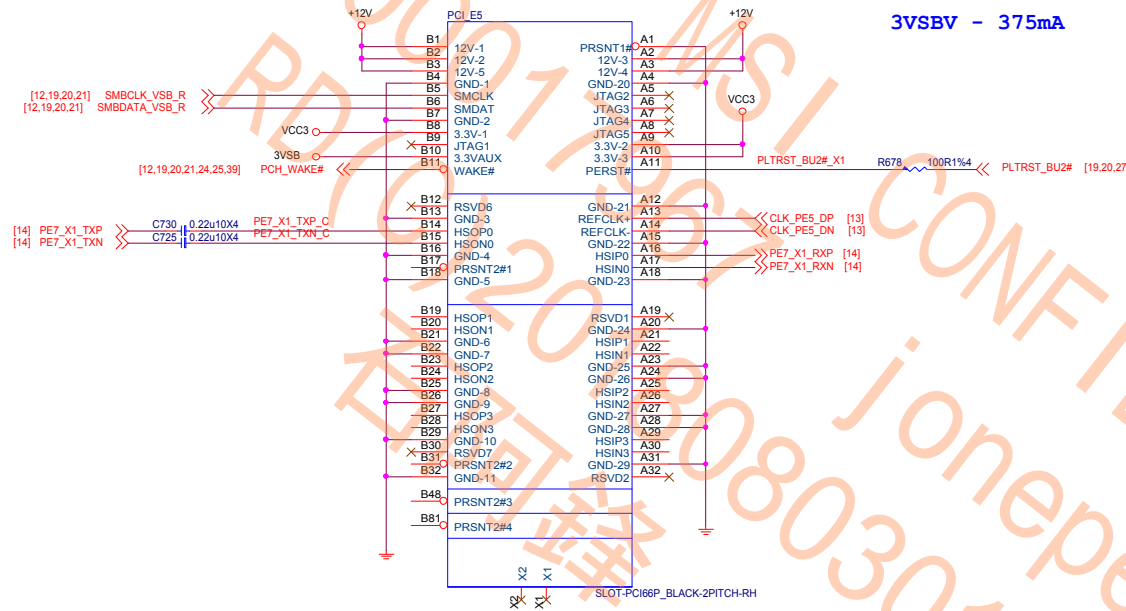 3VSBV - 375mA
PCI_E5
+12V
+12V
B1 12V-1 PRSNT1# A1
B2 12V-2 12V-3 A2
B3 12V-5 12V-4 A3
B4 GND-1 GND-20 A4
[12,19,20,21] SMBCLK_VSB_R B5 SMCLK JTAG2 A5
[12,19,20,21] SMBDATA_VSB_R B6 SMDAT JTAG3 A6
B7 GND-2 JTAG4 A7
VCC3 B8 3.3V-1 JTAG5 A8
VCC3
B9 JTAG1 3.3V-2 A9
3VSB B10 3.3VAUX 3.3V-3 A10
[12,19,20,21,24,25,39] PCH_WAKE# B11 WAKE# PERST# A11 PLTRST_BU2#_X1 R678 100R1%4 PLTRST_BU2# [19,20,27
B12 RSVD6 GND-21 A12
B13 GND-3 REFCLK+ A13 CLK_PE5_DP [13]
[14] PE7_X1_TXP C730 0.22u10X4 PE7_X1_TXP_C B14 HSOP0 REFCLK- A14 CLK_PE5_DN [13]
[14] PE7_X1_TXN C725 0.22u10X4 PE7_X1_TXN_C B15 HSON0 GND-22 A15
B16 GND-4 HSIP0 A16 PE7_X1_RXP [14]
B17 PRSNT2#1 HSIN0 A17 PE7_X1_RXN [14]
B18 GND-5 GND-23 A18
B19 HSOP1 RSVD1 A19
B20 HSON1 GND-24 A20
B21 GND-6 HSIP1 A21
B22 GND-7 HSIN1 A22
B23 HSOP2 GND-25 A23
B24 HSON2 GND-26 A24
B25 GND-8 HSIP2 A25
B26 GND-9 HSIN2 A26
B27 HSOP3 GND-27 A27
B28 HSON3 GND-28 A28
B29 GND-10 HSIP3 A29
B30 RSVD7 HSIN3 A30
B31 PRSNT2#2 GND-29 A31
B32 GND-11 RSVD2 A32
B48 PRSNT2#3
B81 PRSNT2#4
X2 X1
X2 X1
SLOT-PCI66P_BLACK-2PITCH-RH
MSI CONFIDE
jonepe